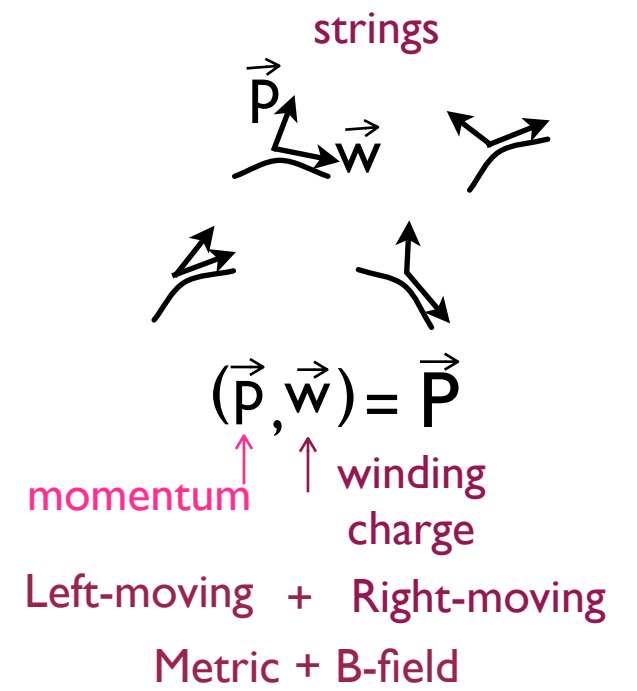 strings
p⃗
w⃗
(p⃗,w⃗) = P⃗
momentum
winding
charge
Left-moving + Right-moving
Metric + B-field